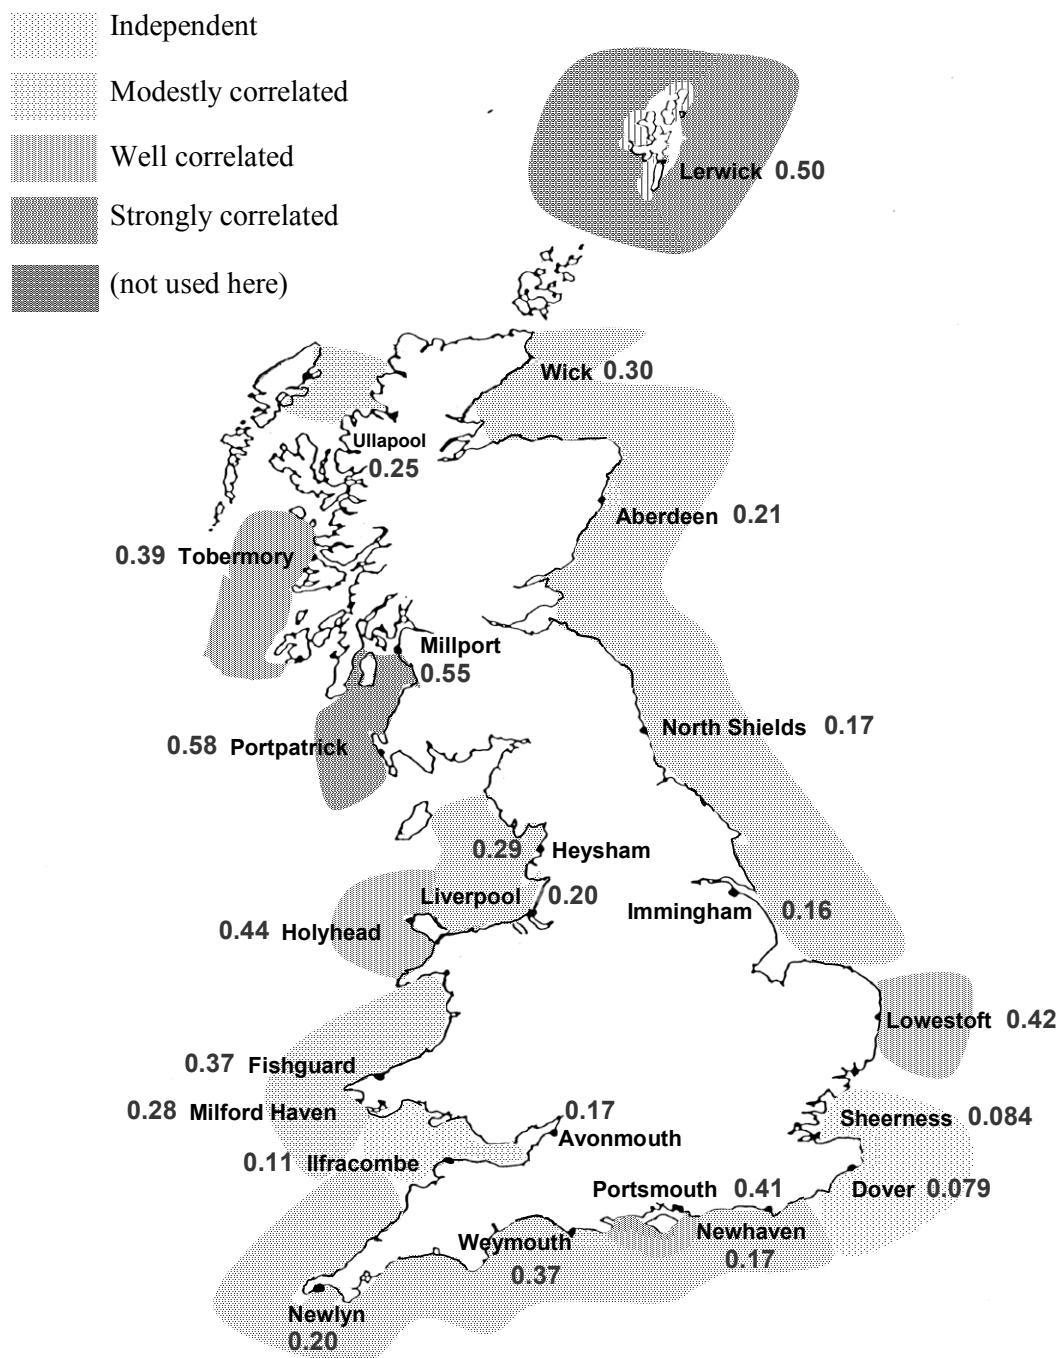 Independent
Modestly correlated
Well correlated
Strongly correlated
(not used here)
Lerwick 0.50
Wick 0.30
Ullapool
0.25
Aberdeen 0.21
0.39 Tobermory
Millport
0.55
North Shields 0.17
0.58 Portpatrick
0.29 Heysham
Liverpool 0.20
Immingham 0.16
0.44 Holyhead
Lowestoft 0.42
0.37 Fishguard
0.28 Milford Haven
0.17
Avonmouth
Sheerness 0.084
0.11 Ilfracombe
Portsmouth 0.41
Dover 0.079
Newhaven
0.17
Weymouth
0.37
Newlyn
0.20